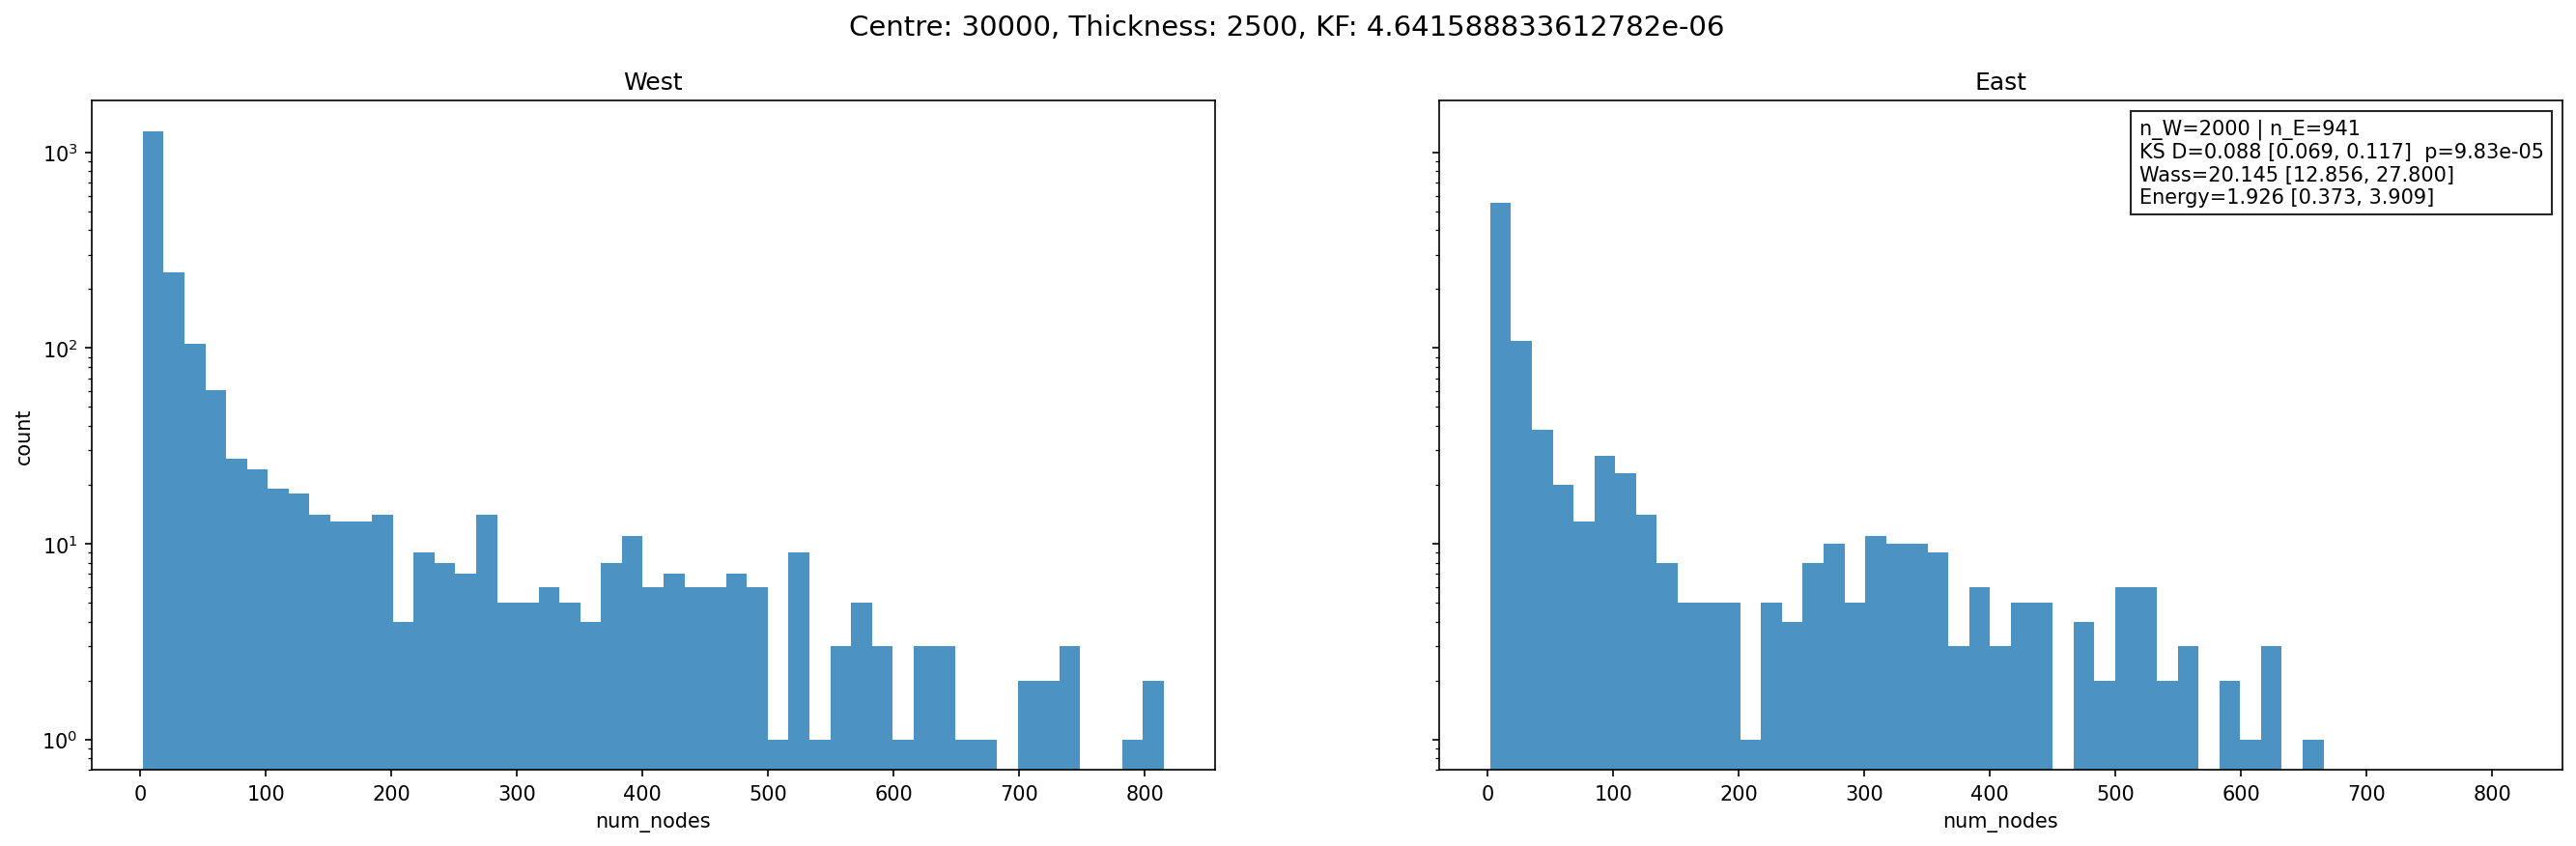 Centre: 30000, Thickness: 2500, KF: 4.641588833612782e-06
West
count
10³
10²
10¹
10⁰
0 100 200 300 400 500 600 700 800
num_nodes
East
n_W=2000 | n_E=941
KS D=0.088 [0.069, 0.117]  p=9.83e-05
Wass=20.145 [12.856, 27.800]
Energy=1.926 [0.373, 3.909]
0 100 200 300 400 500 600 700 800
num_nodes